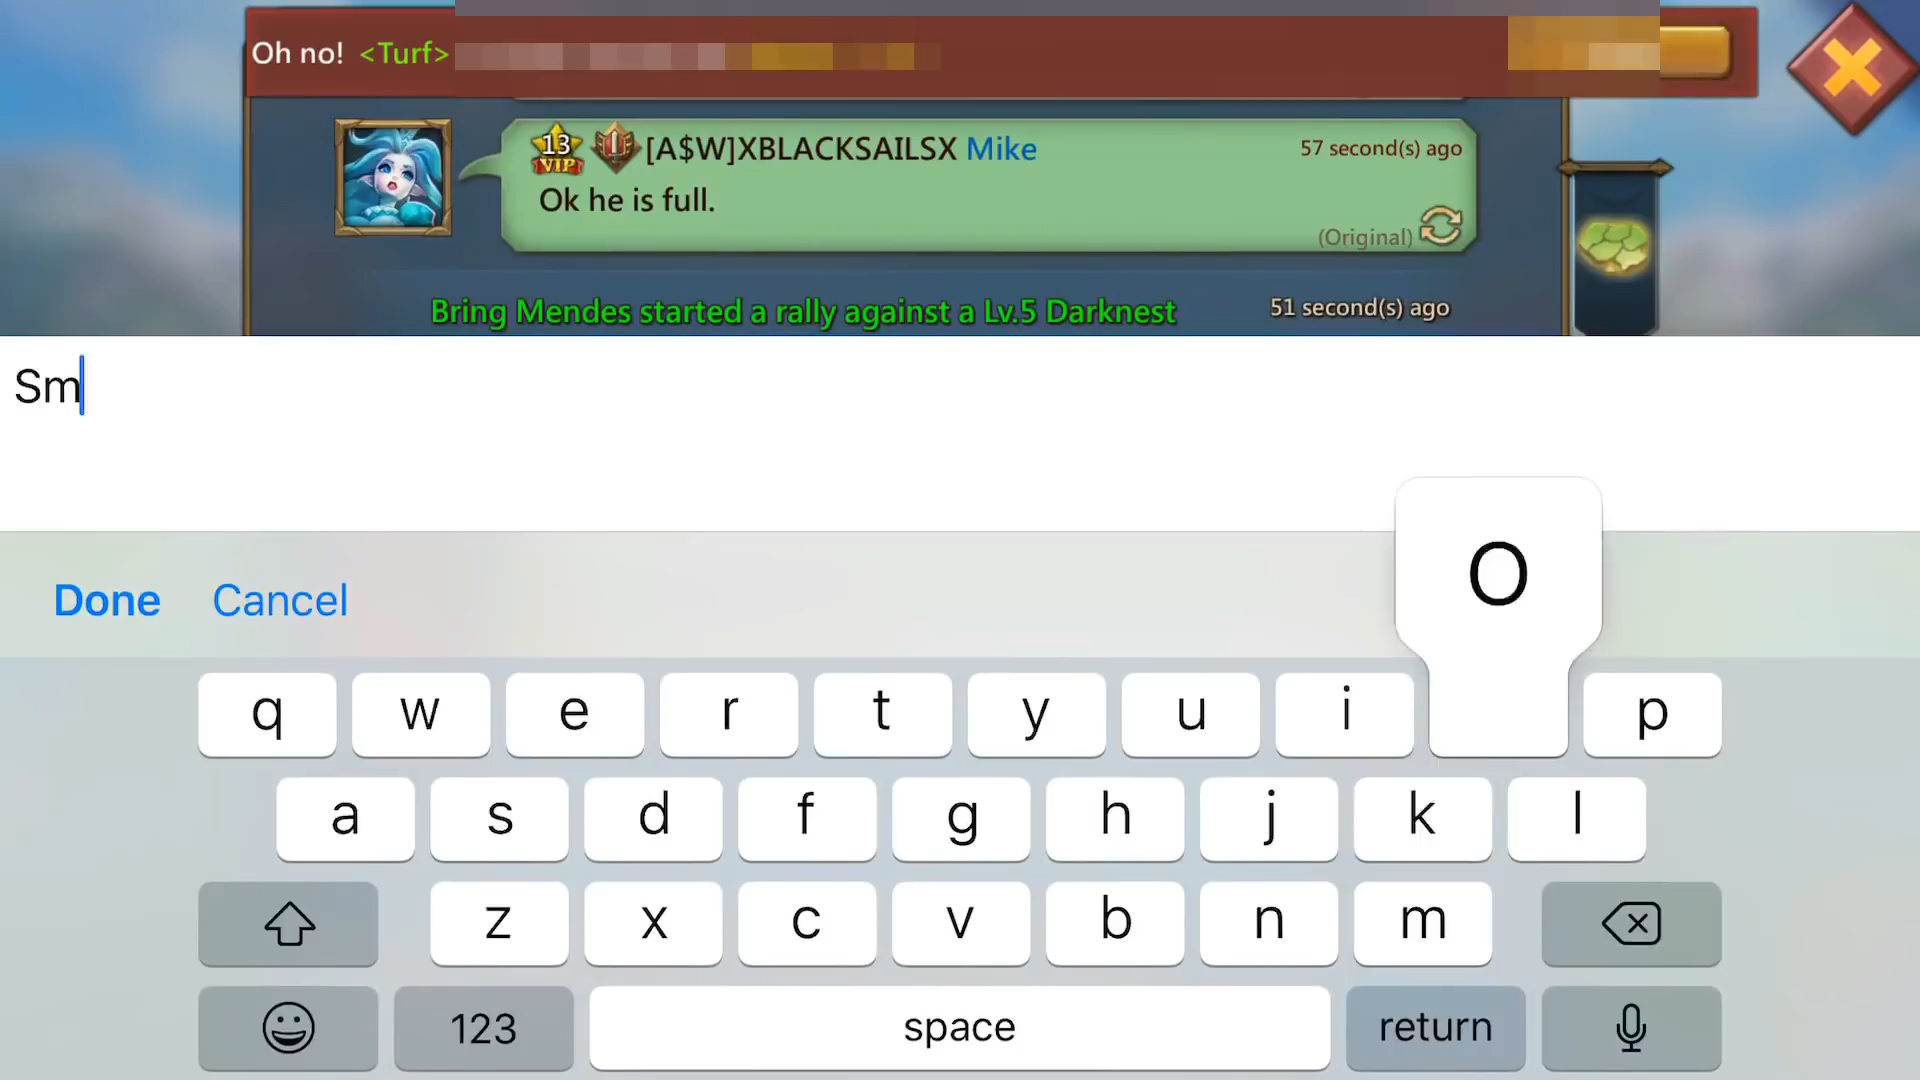 Oh no! <Turf>
13 VIP [A$W]XBLACKSAILSX Mike 57 second(s) ago
Ok he is full.
(Original)
Bring Mendes started a rally against a Lv.5 Darknest 51 second(s) ago
Sm
O
Done Cancel
q w e r t y u i p
a s d f g h j k l
z x c v b n m
123 space return